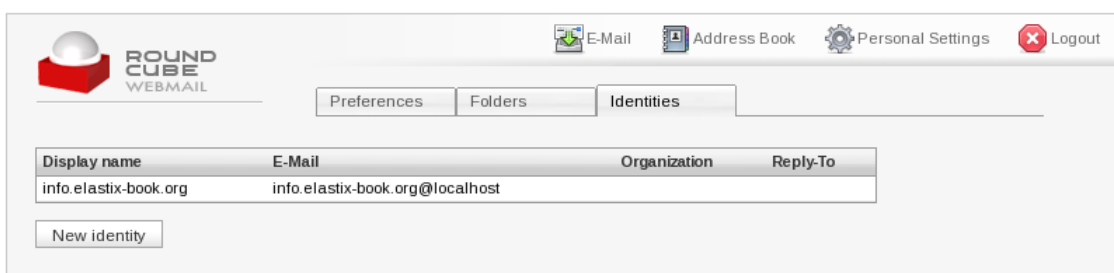 E-Mail Address Book Personal Settings Logout
ROUND
CUBE
WEBMAIL
Preferences Folders Identities
Display name E-Mail Organization Reply-To
info.elastix-book.org info.elastix-book.org@localhost
New identity